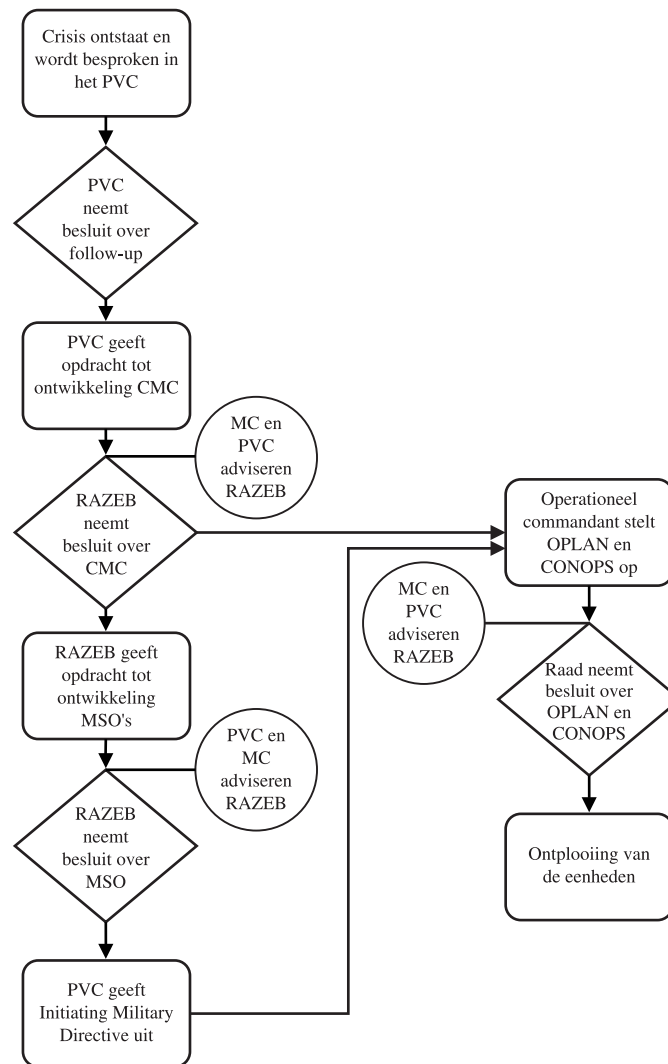 Crisis ontstaat en
wordt besproken in
het PVC
PVC
neemt
besluit over
follow-up
PVC geeft
opdracht tot
ontwikkeling CMC
MC en
PVC
adviseren
RAZEB
RAZEB
neemt
besluit over
CMC
RAZEB geeft
opdracht tot
ontwikkeling
MSO's
PVC en
MC
adviseren
RAZEB
RAZEB
neemt
besluit over
MSO
PVC geeft
Initiating Military
Directive uit
Operationeel
commandant stelt
OPLAN en
CONOPS op
MC en
PVC
adviseren
RAZEB
Raad neemt
besluit over
OPLAN en
CONOPS
Ontplooiing van
de eenheden